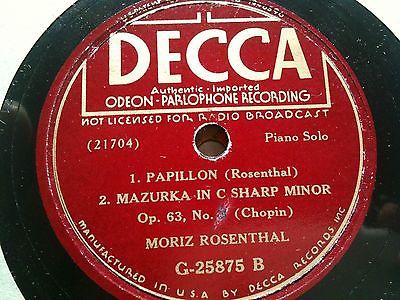 DECCA
Authentic - Imported
ODEON - PARLOPHONE RECORDING
NOT LICENSED FOR RADIO BROADCAST
(21704)
Piano Solo
1. PAPILLON (Rosenthal)
2. MAZURKA IN C SHARP MINOR
Op. 63, No. (Chopin)
MORIZ ROSENTHAL
G-25875 B
MANUFACTURED IN U.S.A. BY DECCA RECORDS INC